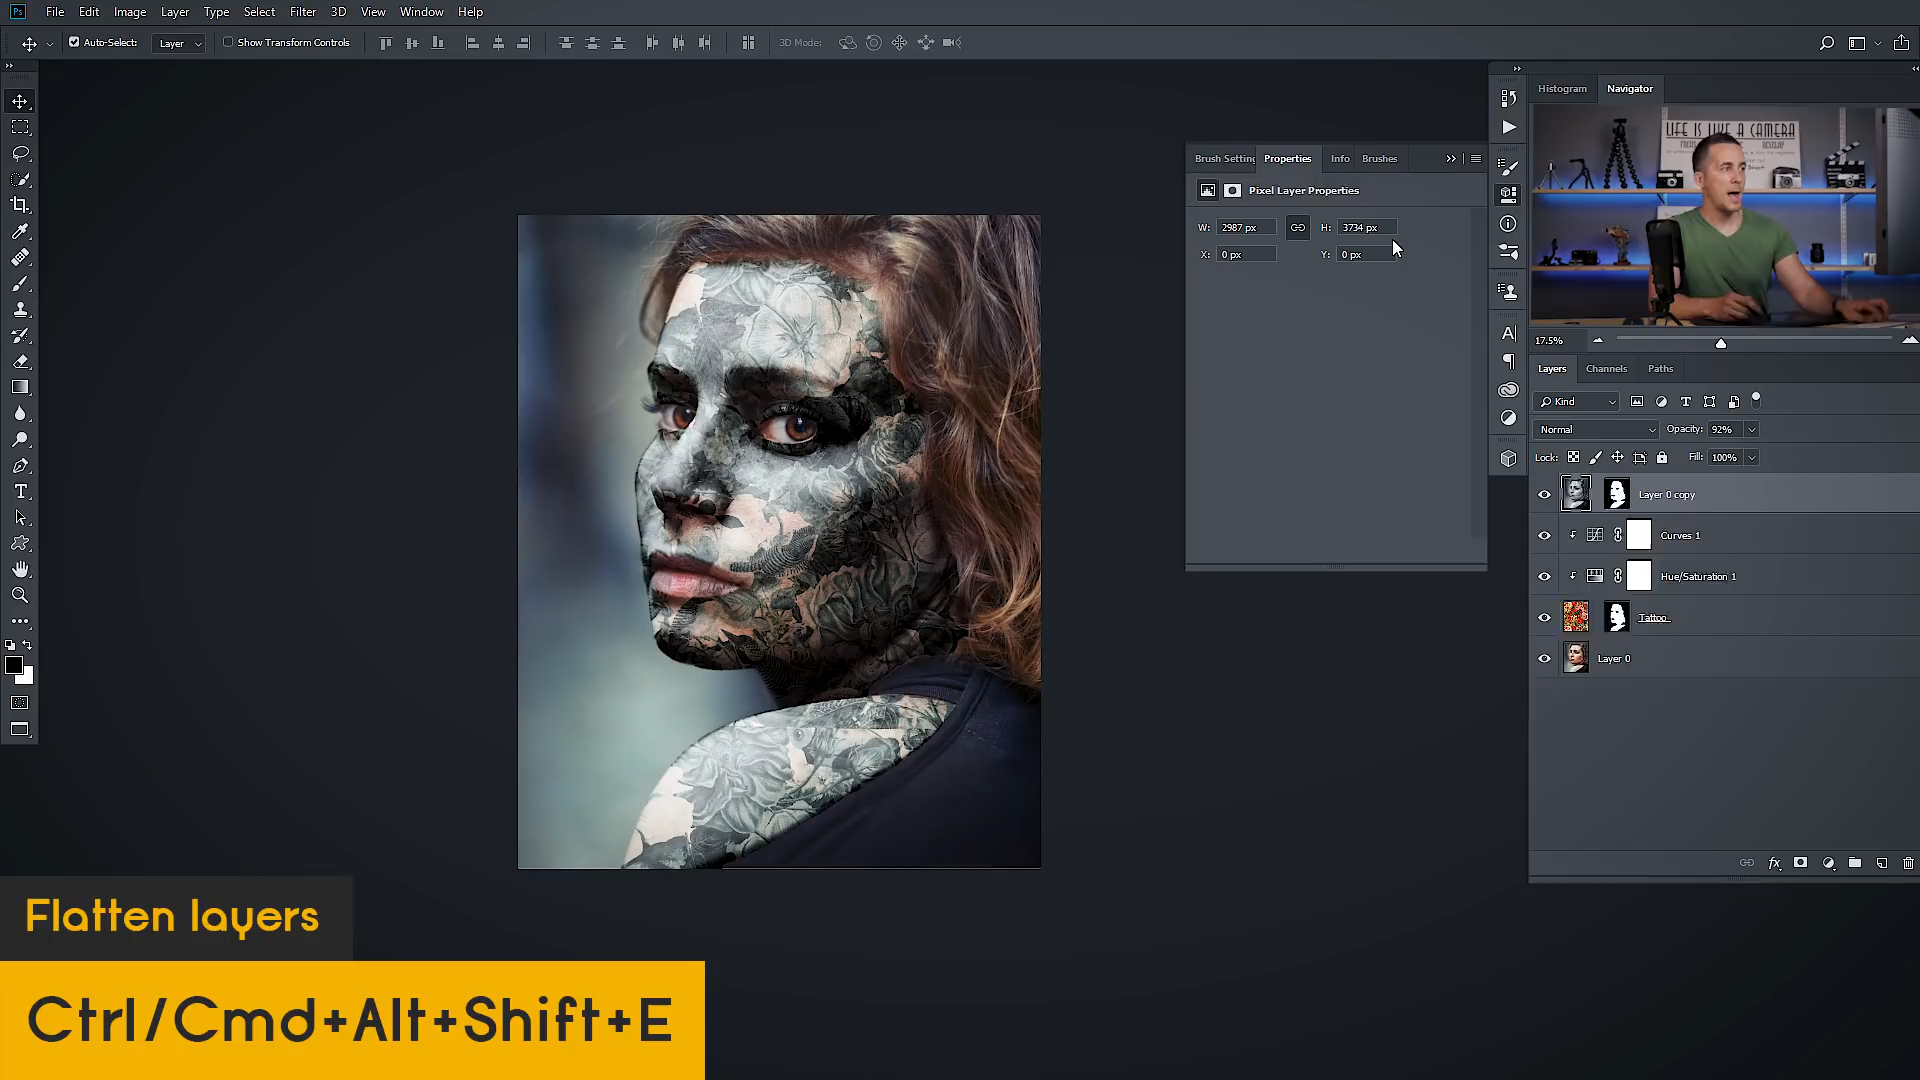 Ps File Edit Image Layer Type Select Filter 3D View Window Help
Auto-Select: Layer Show Transform Controls 3D Mode:
Histogram Navigator
LIFE IS LIKE A CAMERA
Brush Setting Properties Info Brushes
Pixel Layer Properties
W: 2987 px H: 3734 px
X: 0 px Y: 0 px
17.5%
Layers Channels Paths
Kind
Normal Opacity: 92%
Lock: Fill: 100%
Layer 0 copy
Curves 1
Hue/Saturation 1
Tattoo
Layer 0
fx
Flatten layers
Ctrl/Cmd+Alt+Shift+E